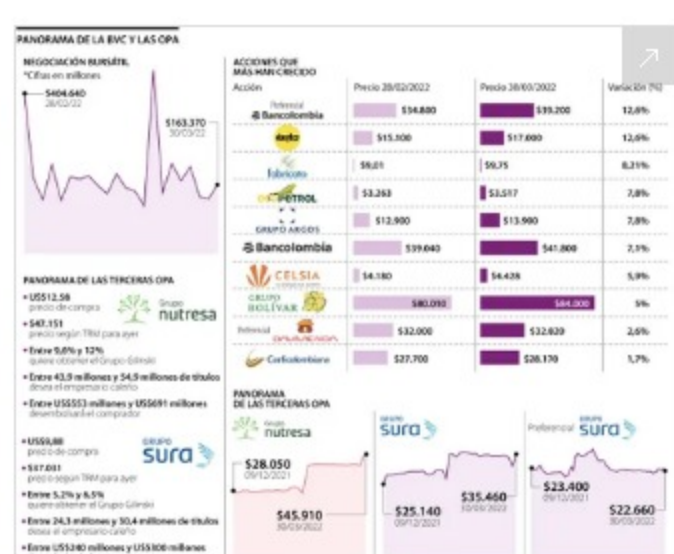 PANORAMA DE LA BVC Y LAS OPA
NEGOCIACIÓN BURSÁTIL
*Cifras en millones
$404.640
28/02/22
$163.370
30/03/22
ACCIONES QUE
MÁS HAN CRECIDO
Acción Precio 28/02/2022 Precio 30/03/2022 Variación (%)
Preferencial
Bancolombia $34.800 $39.200 12,6%
éxito $15.100 $17.000 12,6%
Fabricato $9,01 $9,75 8,21%
ECOPETROL $3.263 $3.517 7,8%
GRUPO ARGOS $12.900 $13.900 7,8%
Bancolombia $39.040 $41.800 7,1%
CELSIA $4.180 $4.428 5,9%
GRUPO
BOLÍVAR $80.010 $84.000 5%
Preferencial DAVIVIENDA $32.000 $32.820 2,6%
Corficolombiana $27.700 $28.170 1,7%
PANORAMA DE LAS TERCERAS OPA
Grupo
nutresa
• US$12,58
precio de compra
• $47.151
precio según TRM para ayer
• Entre 9,6% y 12%
quiere obtener el Grupo Gilinski
• Entre 43,9 millones y 54,9 millones de títulos
desea el empresario caleño
• Entre US$553 millones y US$691 millones
desembolsaría el comprador
GRUPO
sura
• US$9,88
precio de compra
• $37.031
precio según TRM para ayer
• Entre 5,2% y 6,5%
quiere obtener el Grupo Gilinski
• Entre 24,3 millones y 30,4 millones de títulos
desea el empresario caleño
• Entre US$240 millones y US$300 millones
PANORAMA
DE LAS TERCERAS OPA
Grupo
nutresa
$28.050
09/12/2021
$45.910
30/03/2022
GRUPO
sura
$25.140
09/12/2021
$35.460
30/03/2022
Preferencial GRUPO
sura
$23.400
09/12/2021
$22.660
30/03/2022